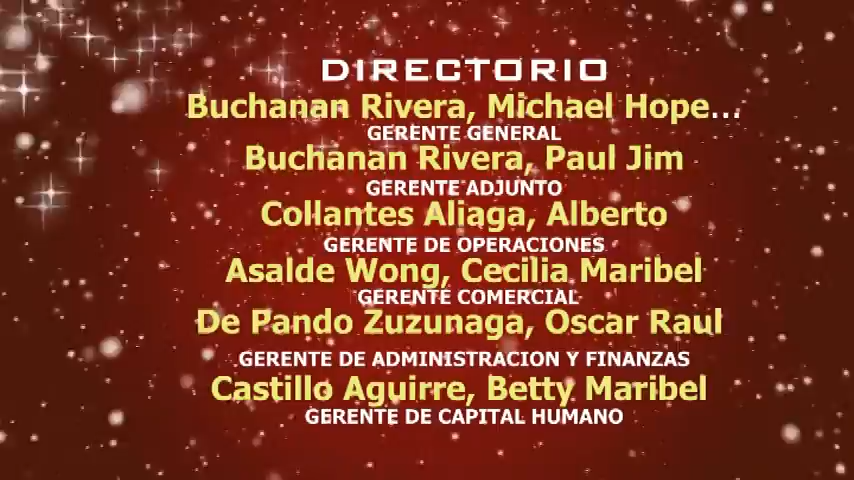 DIRECTORIO
Buchanan Rivera, Michael Hope...
GERENTE GENERAL
Buchanan Rivera, Paul Jim
GERENTE ADJUNTO
Collantes Aliaga, Alberto
GERENTE DE OPERACIONES
Asalde Wong, Cecilia Maribel
GERENTE COMERCIAL
De Pando Zuzunaga, Oscar Raul
GERENTE DE ADMINISTRACION Y FINANZAS
Castillo Aguirre, Betty Maribel
GERENTE DE CAPITAL HUMANO